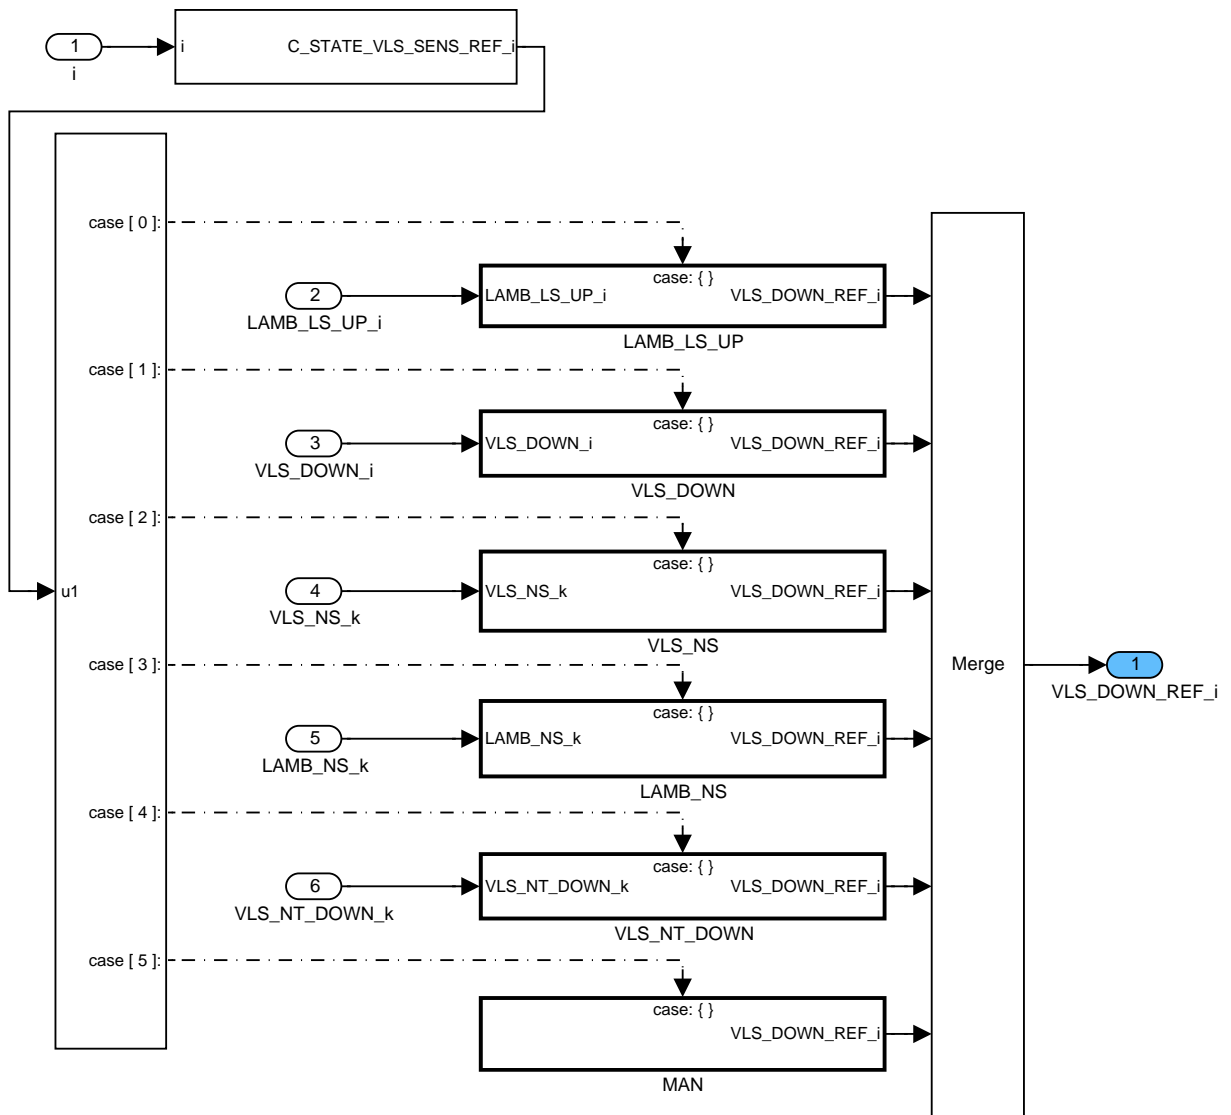 1
i
i
C_STATE_VLS_SENS_REF_i
case [ 0 ]:
case: { }
2
LAMB_LS_UP_i
VLS_DOWN_REF_i
LAMB_LS_UP_i
LAMB_LS_UP
case [ 1 ]:
case: { }
3
VLS_DOWN_i
VLS_DOWN_REF_i
VLS_DOWN_i
VLS_DOWN
case [ 2 ]:
case: { }
u1
4
VLS_NS_k
VLS_DOWN_REF_i
VLS_NS_k
VLS_NS
case [ 3 ]:
Merge
1
VLS_DOWN_REF_i
case: { }
5
LAMB_NS_k
VLS_DOWN_REF_i
LAMB_NS_k
LAMB_NS
case [ 4 ]:
case: { }
6
VLS_NT_DOWN_k
VLS_DOWN_REF_i
VLS_NT_DOWN_k
VLS_NT_DOWN
case [ 5 ]:
case: { }
VLS_DOWN_REF_i
MAN